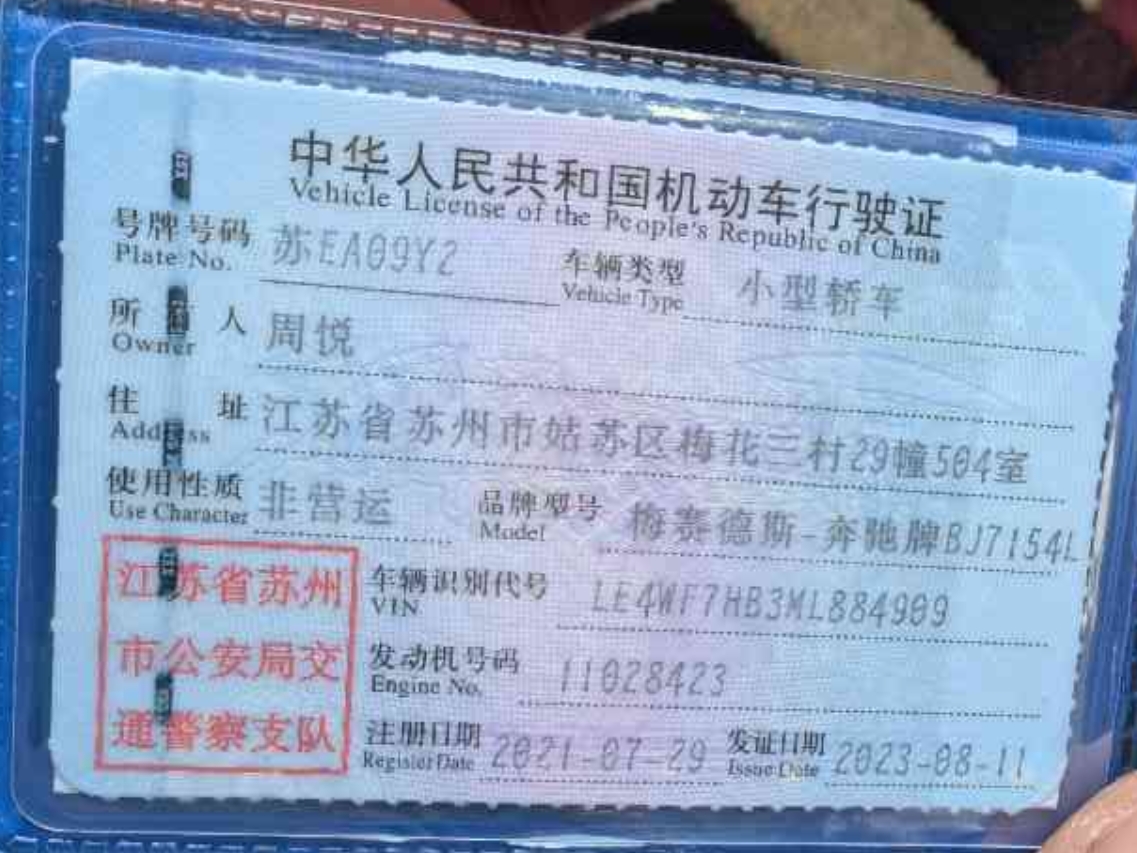 中华人民共和国机动车行驶证
Vehicle License of the People's Republic of China
号牌号码 苏EA09Y2 车辆类型 小型轿车
Plate No. Vehicle Type
所有人 周悦
Owner
住址 江苏省苏州市姑苏区梅花三村29幢504室
Address
使用性质 非营运 品牌型号 梅赛德斯-奔驰牌BJ7154L
Use Character Model
江苏省苏州 车辆识别代号 LE4WF7HB3ML884909
VIN
市公安局交 发动机号码 11028423
Engine No.
通警察支队 注册日期 2021-07-29 发证日期 2023-08-11
Register Date Issue Date